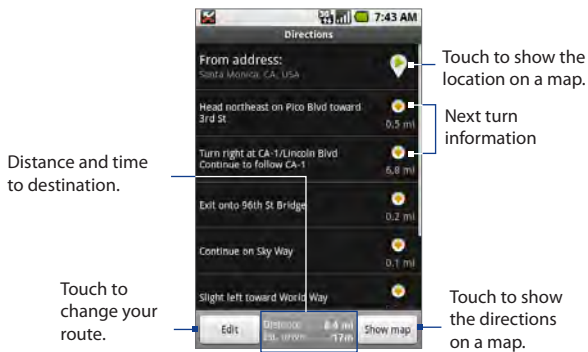 7:43 AM
Directions
From address:
Santa Monica, CA, USA
Head northeast on Pico Blvd toward
3rd St
0.5 mi
Turn right at CA-1/Lincoln Blvd
Continue to follow CA-1
6.8 mi
Exit onto 96th St Bridge
0.2 mi
Continue on Sky Way
0.1 mi
Slight left toward World Way
Edit
Distance: 8.6 mi
Est. drive: 17m
Show map
Touch to show the
location on a map.
Next turn
information
Distance and time
to destination.
Touch to
change your
route.
Touch to show
the directions
on a map.